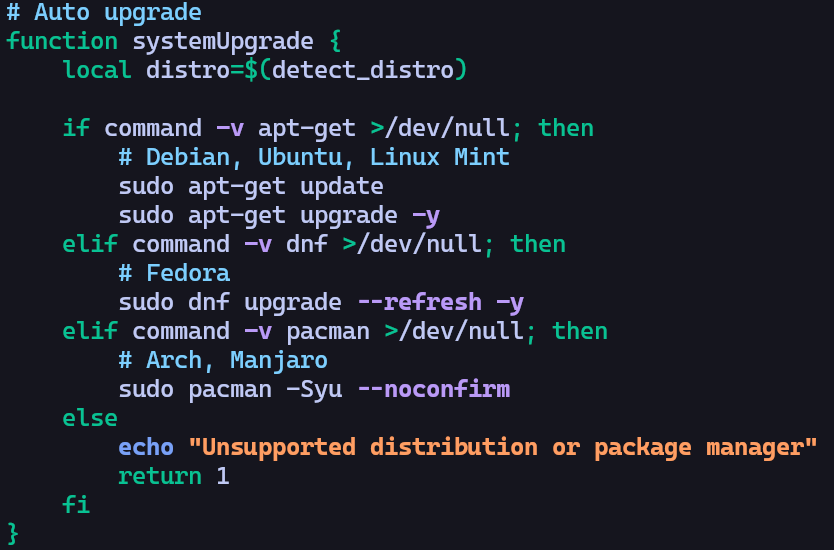 # Auto upgrade
function systemUpgrade {
    local distro=$(detect_distro)

    if command -v apt-get >/dev/null; then
        # Debian, Ubuntu, Linux Mint
        sudo apt-get update
        sudo apt-get upgrade -y
    elif command -v dnf >/dev/null; then
        # Fedora
        sudo dnf upgrade --refresh -y
    elif command -v pacman >/dev/null; then
        # Arch, Manjaro
        sudo pacman -Syu --noconfirm
    else
        echo "Unsupported distribution or package manager"
        return 1
    fi
}